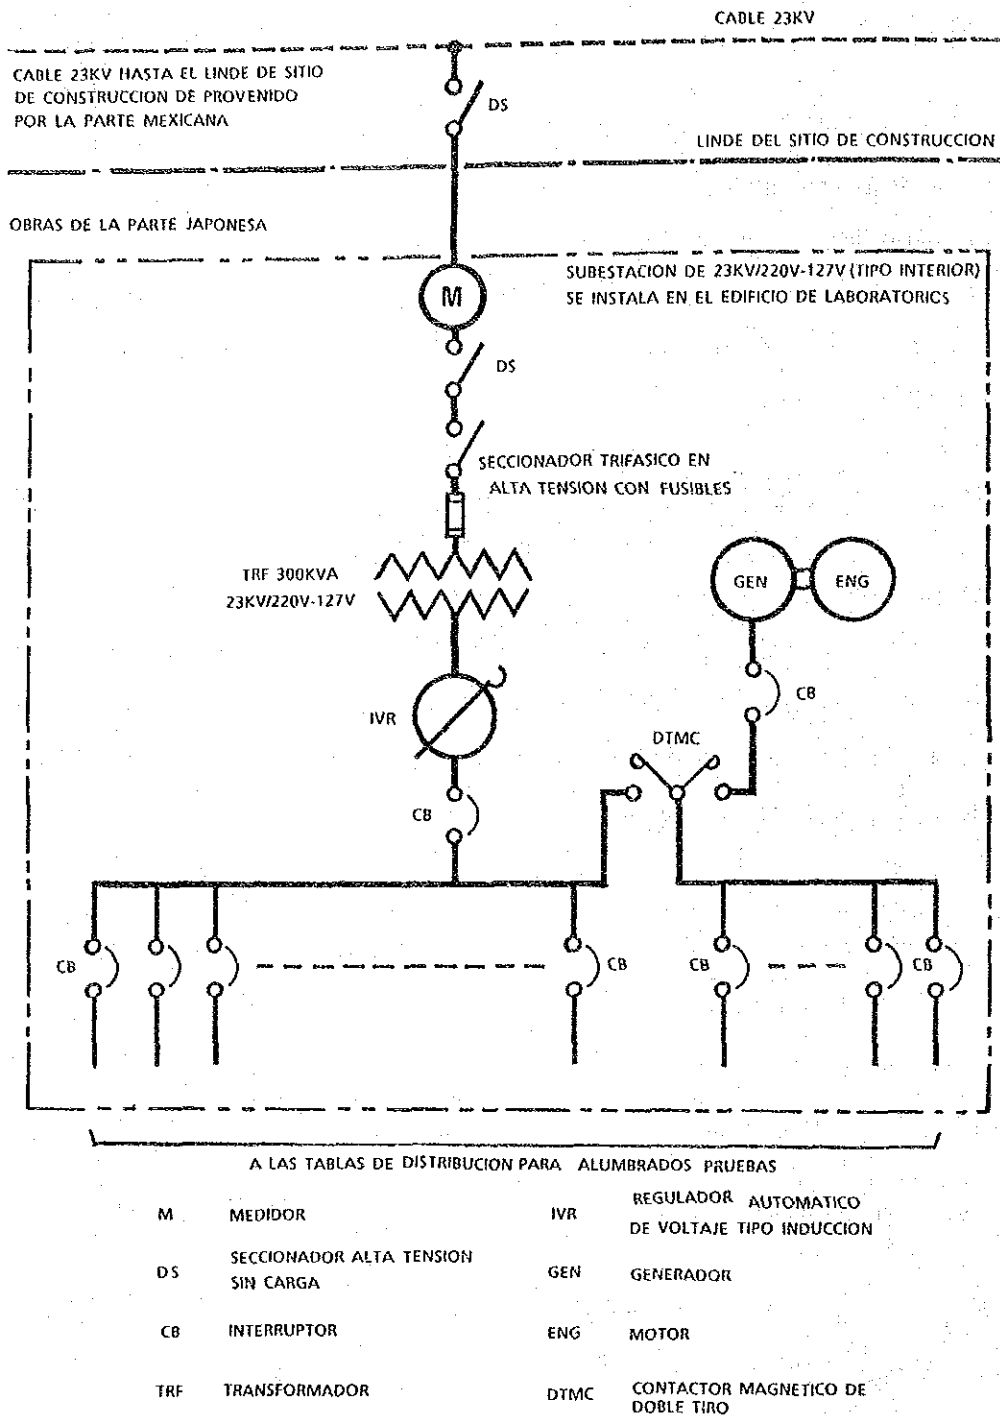 CABLE 23KV
CABLE 23KV HASTA EL LINDE DE SITIO
DE CONSTRUCCION DE PROVENIDO
POR LA PARTE MEXICANA
DS
LINDE DEL SITIO DE CONSTRUCCION
OBRAS DE LA PARTE JAPONESA
SUBESTACION DE 23KV/220V-127V (TIPO INTERIOR)
SE INSTALA EN EL EDIFICIO DE LABORATORICS
M
DS
SECCIONADOR TRIFASICO EN
ALTA TENSION CON FUSIBLES
TRF 300KVA
23KV/220V-127V
GEN
ENG
IVR
CB
DTMC
CB
CB
CB
CB
CB
A LAS TABLAS DE DISTRIBUCION PARA ALUMBRADOS PRUEBAS
M MEDIDOR
DS SECCIONADOR ALTA TENSION
SIN CARGA
CB INTERRUPTOR
TRF TRANSFORMADOR
IVR REGULADOR AUTOMATICO
DE VOLTAJE TIPO INDUCCION
GEN GENERADOR
ENG MOTOR
DTMC CONTACTOR MAGNETICO DE
DOBLE TIRO